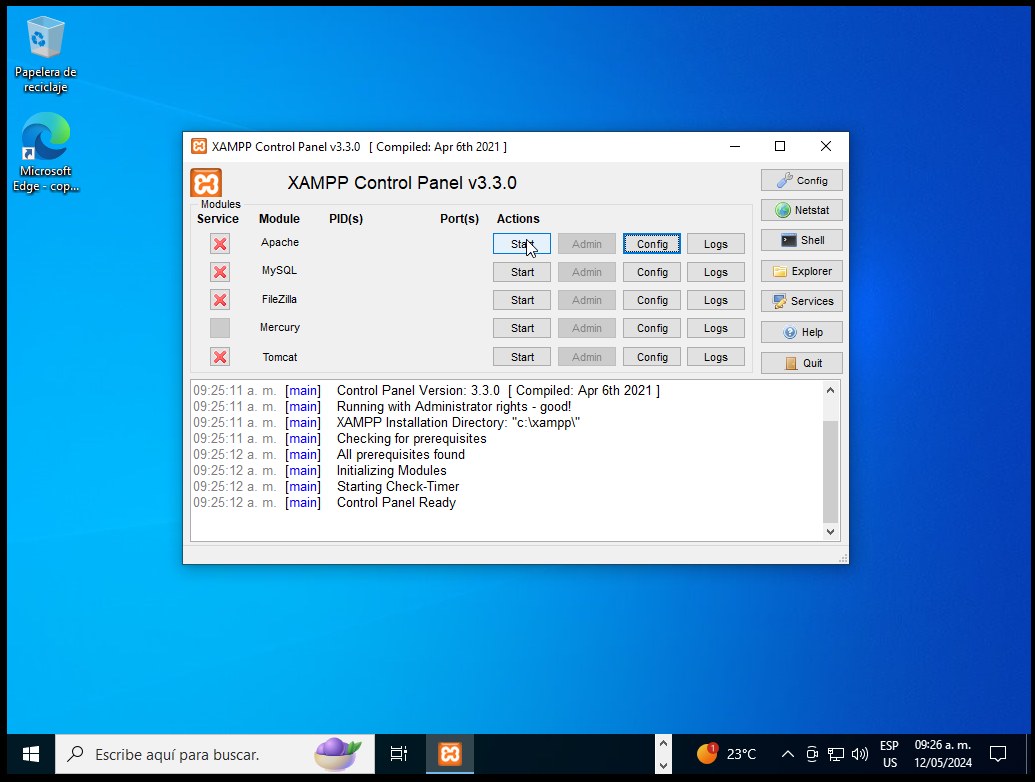 Papelera de
reciclaje
Microsoft
Edge - cop...
XAMPP Control Panel v3.3.0 [ Compiled: Apr 6th 2021 ]
XAMPP Control Panel v3.3.0
Config
Modules
Service Module PID(s) Port(s) Actions
Netstat
Apache Start Admin Config Logs
Shell
MySQL Start Admin Config Logs
Explorer
FileZilla Start Admin Config Logs
Services
Mercury Start Admin Config Logs
Help
Tomcat Start Admin Config Logs
Quit
09:25:11 a. m. [main] Control Panel Version: 3.3.0 [ Compiled: Apr 6th 2021 ]
09:25:11 a. m. [main] Running with Administrator rights - good!
09:25:11 a. m. [main] XAMPP Installation Directory: "c:\xampp\"
09:25:11 a. m. [main] Checking for prerequisites
09:25:12 a. m. [main] All prerequisites found
09:25:12 a. m. [main] Initializing Modules
09:25:12 a. m. [main] Starting Check-Timer
09:25:12 a. m. [main] Control Panel Ready
Escribe aquí para buscar.
1
23°C
ESP
US
09:26 a. m.
12/05/2024